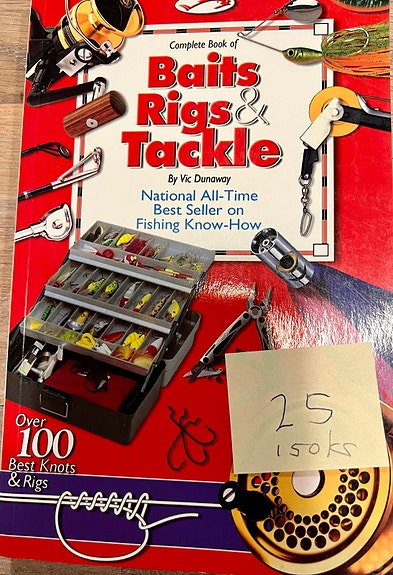 Complete Book of
Baits
Rigs &
Tackle
By Vic Dunaway
National All-Time
Best Seller on
Fishing Know-How
25
150ks
Over
100
Best Knots
& Rigs